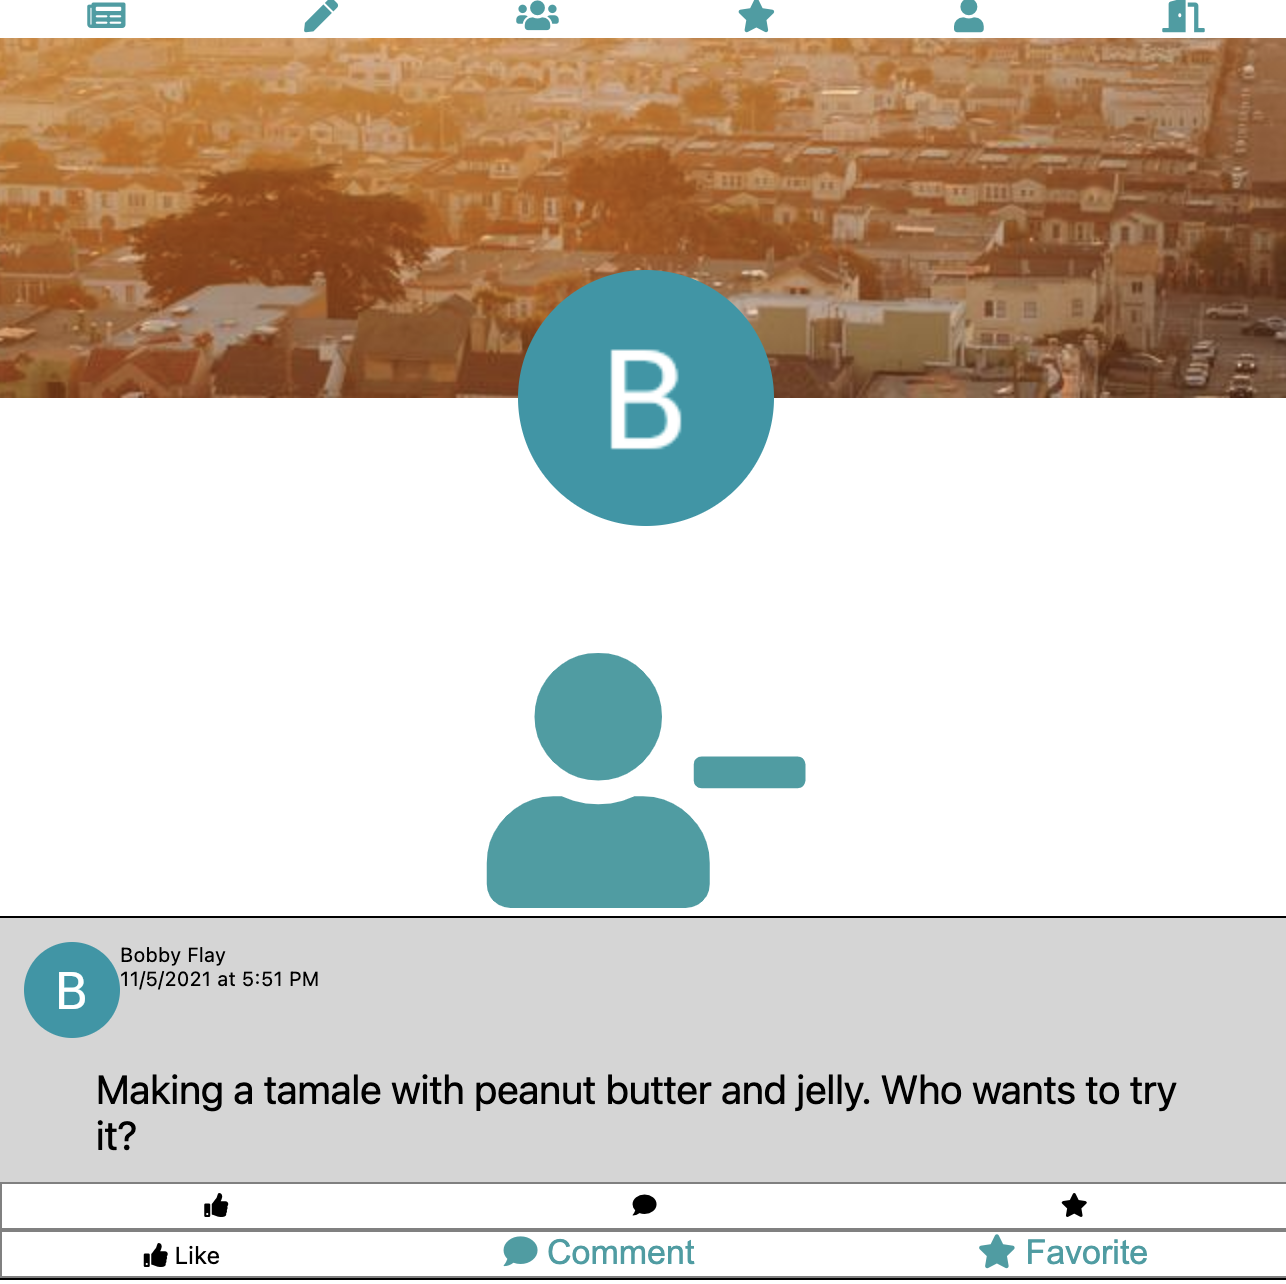 B
B
Bobby Flay
11/5/2021 at 5:51 PM
Making a tamale with peanut butter and jelly. Who wants to try
it?
Like Comment Favorite